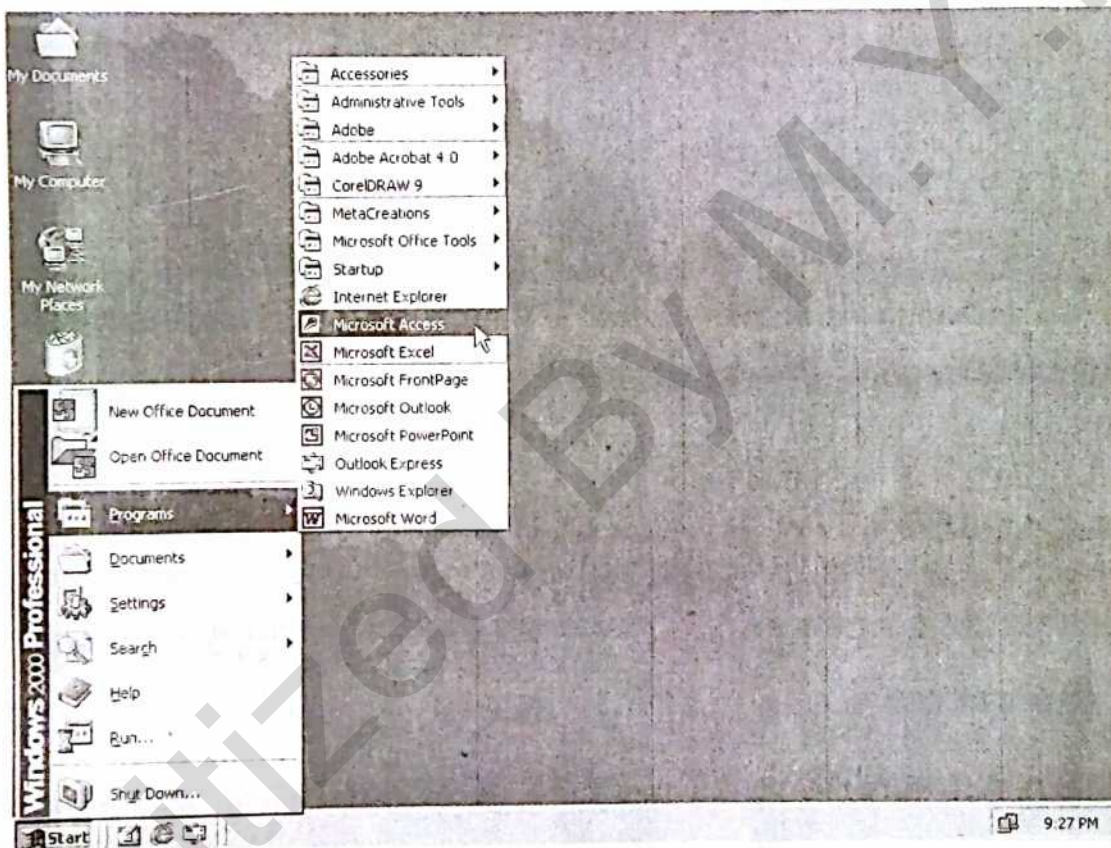 My Documents
My Computer
My Network
Places
Accessories
Administrative Tools
Adobe
Adobe Acrobat 4.0
CorelDRAW 9
MetaCreations
Microsoft Office Tools
Startup
Internet Explorer
Microsoft Access
Microsoft Excel
Microsoft FrontPage
Microsoft Outlook
Microsoft PowerPoint
Outlook Express
Windows Explorer
Microsoft Word
New Office Document
Open Office Document
Programs
Documents
Settings
Search
Help
Run...
Shut Down...
Windows 2000 Professional
Start
9:27 PM
By M.Y.